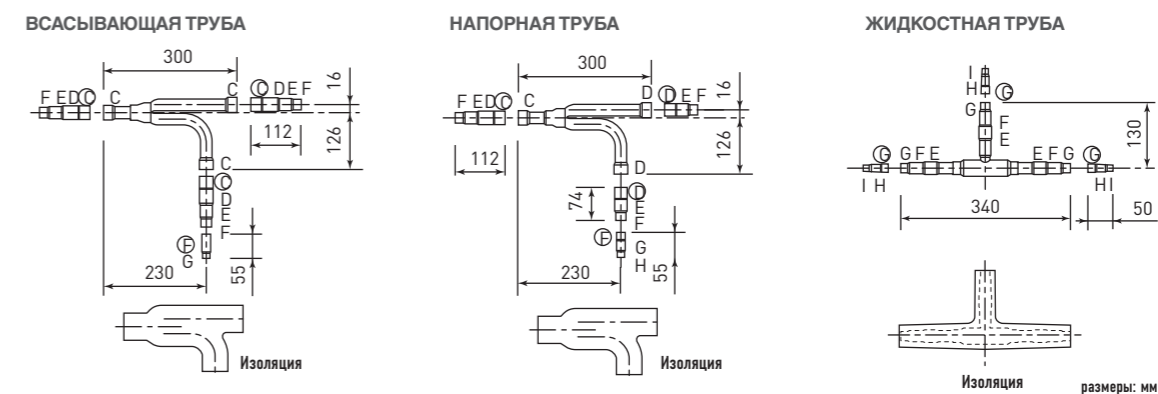 ВСАСЫВАЮЩАЯ ТРУБА
300
F E D C C
C C D E F
16
126
112
C
C
D
E
F
F
G
230
55
Изоляция
НАПОРНАЯ ТРУБА
300
F E D C C
D D E F
16
126
112
D
D
E
F
74
F
G
H
230
55
Изоляция
ЖИДКОСТНАЯ ТРУБА
I
H G
G
F
E
130
G G F E
E F G G
I H
H I
340
50
Изоляция
размеры: мм